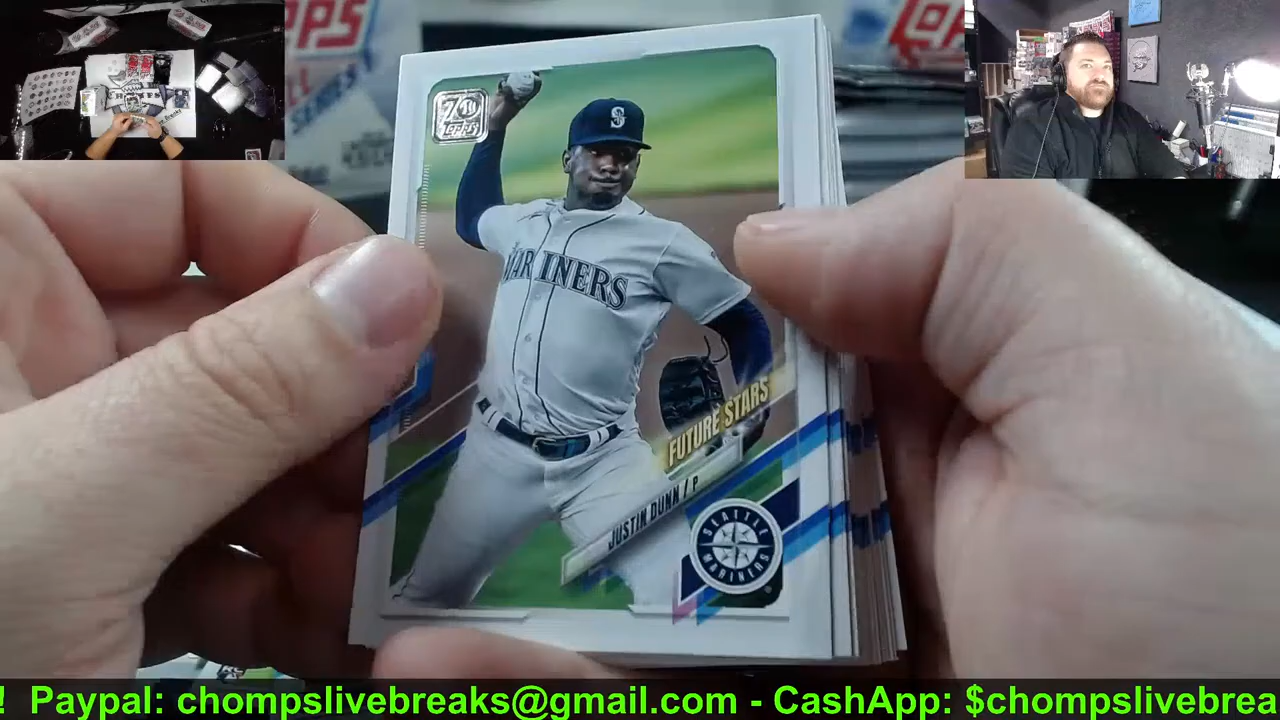 70
Topps
S
MARINERS
FUTURE STARS
JUSTIN DUNN / P
SEATTLE
MARINERS
! Paypal: chompslivebreaks@gmail.com - CashApp: $chompslivebrea